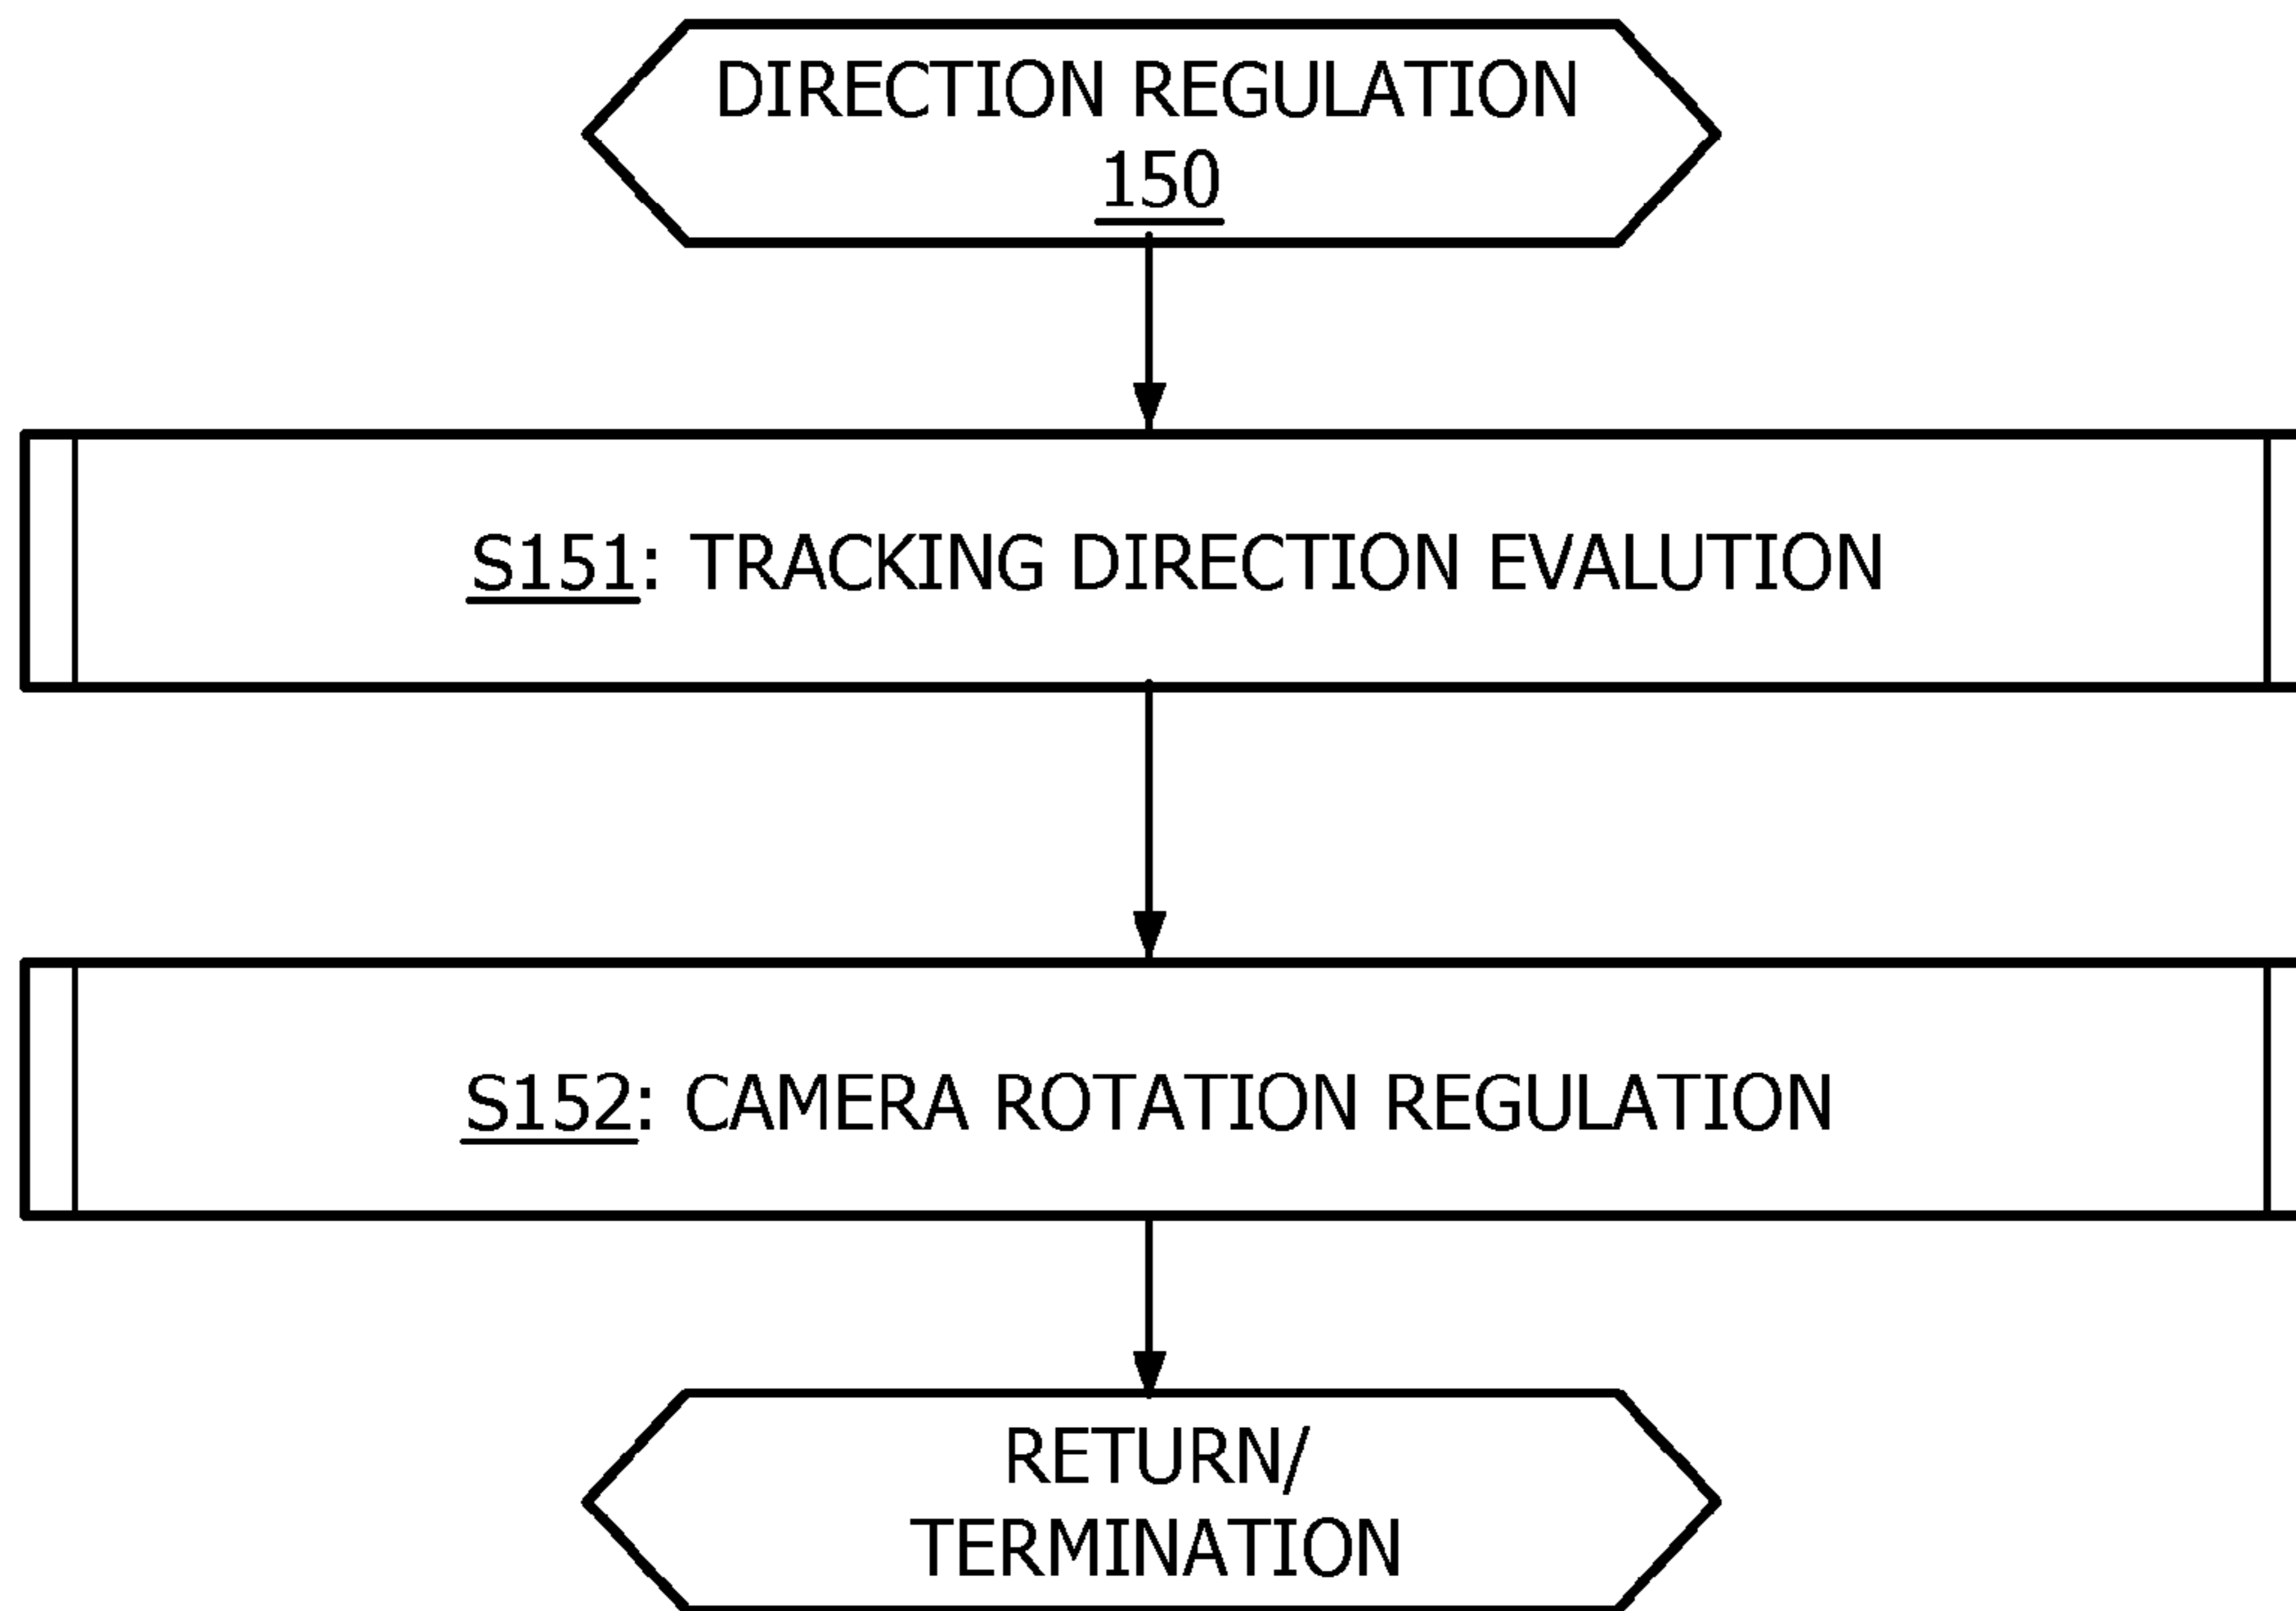 DIRECTION REGULATION
150
S151: TRACKING DIRECTION EVALUTION
S152: CAMERA ROTATION REGULATION
RETURN/
TERMINATION